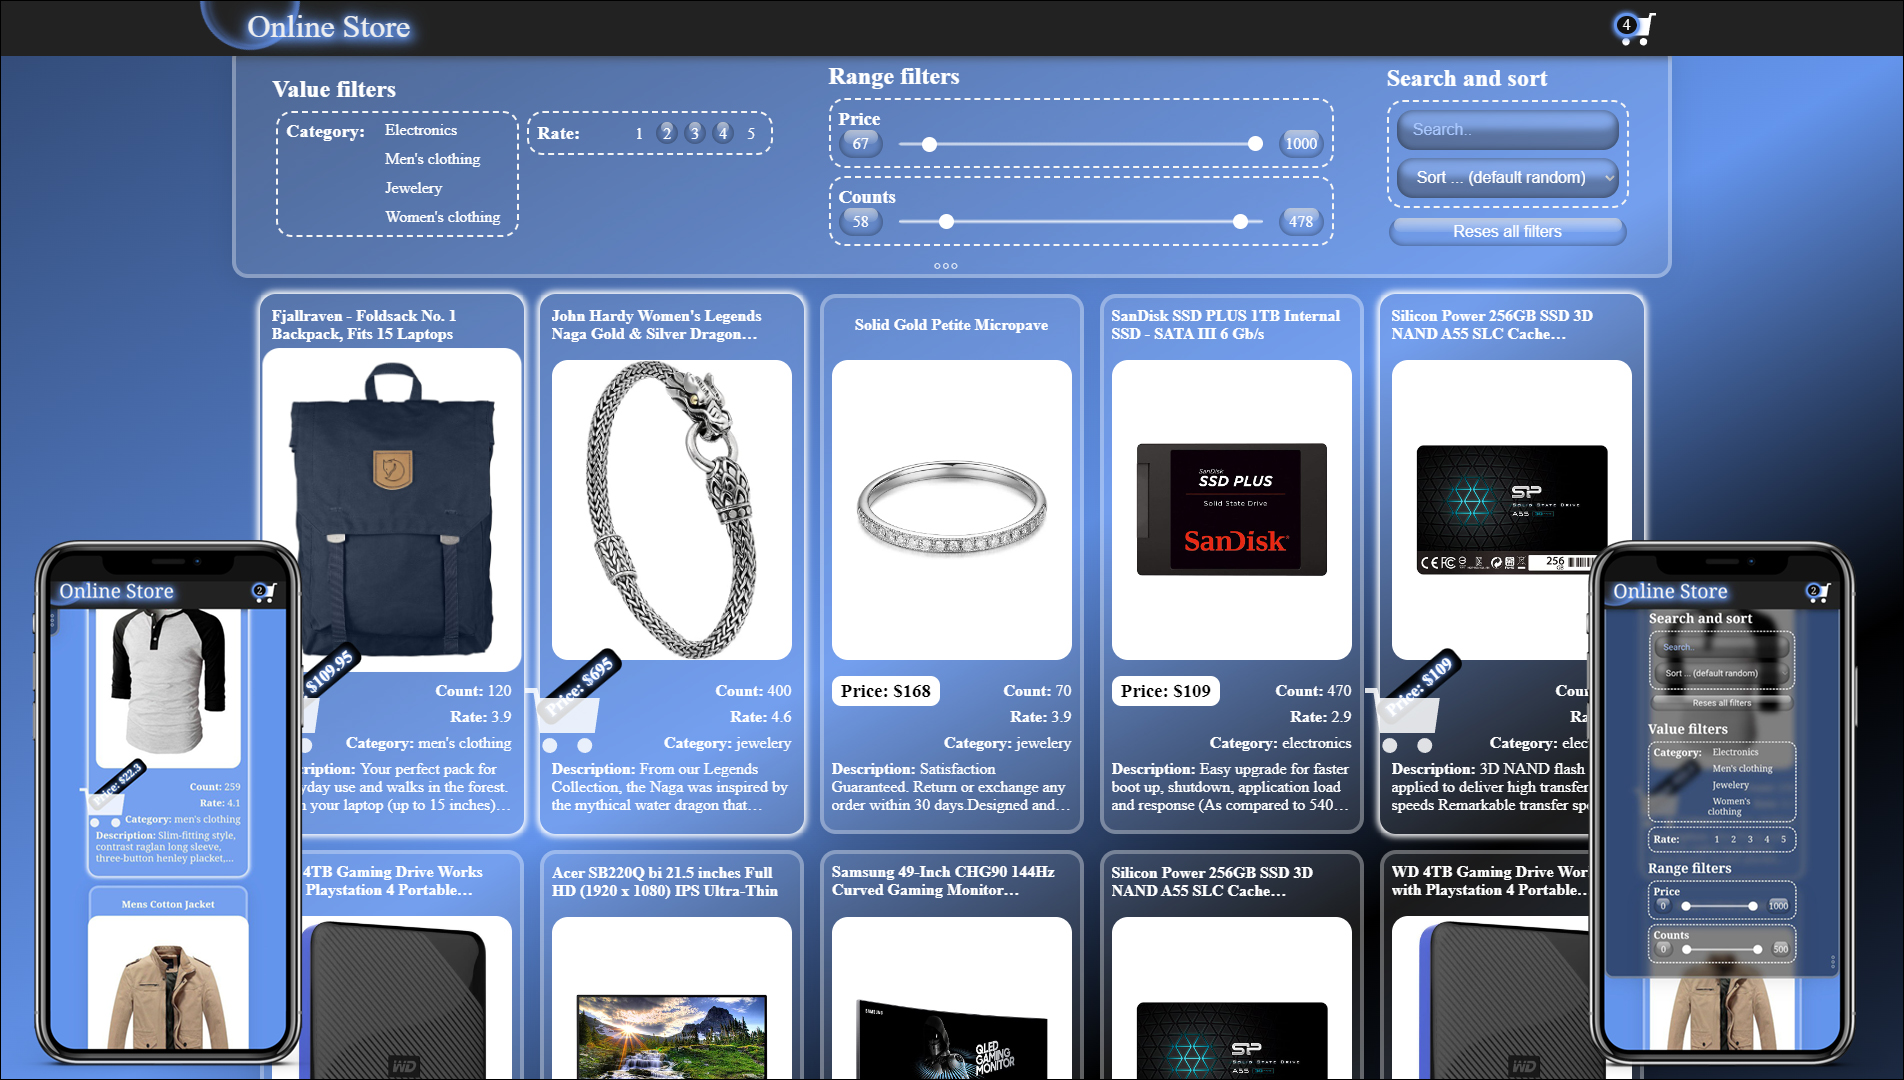 Online Store
4
Value filters
Category:
Electronics
Men's clothing
Jewelery
Women's clothing
Rate:
1 2 3 4 5
Range filters
Price
67
1000
Counts
58
478
Search and sort
Search..
Sort ... (default random)
Reses all filters
Fjallraven - Foldsack No. 1
Backpack, Fits 15 Laptops
$109.95
Count: 120
Rate: 3.9
Category: men's clothing
ription: Your perfect pack for
yday use and walks in the forest.
your laptop (up to 15 inches)…
John Hardy Women's Legends
Naga Gold & Silver Dragon…
Price: $695
Count: 400
Rate: 4.6
Category: jewelery
Description: From our Legends
Collection, the Naga was inspired by
the mythical water dragon that…
Solid Gold Petite Micropave
Price: $168
Count: 70
Rate: 3.9
Category: jewelery
Description: Satisfaction
Guaranteed. Return or exchange any
order within 30 days.Designed and…
SanDisk SSD PLUS 1TB Internal
SSD - SATA III 6 Gb/s
SanDisk
SSD PLUS
Solid State Drive
SanDisk
Price: $109
Count: 470
Rate: 2.9
Category: electronics
Description: Easy upgrade for faster
boot up, shutdown, application load
and response (As compared to 540…
Silicon Power 256GB SSD 3D
NAND A55 SLC Cache…
SP
Solid State Drive
A55
256
GB
Price: $109
Cou
Ra
Category: elec
Description: 3D NAND flash
applied to deliver high transfer
speeds Remarkable transfer sp
4TB Gaming Drive Works
Playstation 4 Portable…
WD
Acer SB220Q bi 21.5 inches Full
HD (1920 x 1080) IPS Ultra-Thin
Samsung 49-Inch CHG90 144Hz
Curved Gaming Monitor…
SAMSUNG
QLED
GAMING
MONITOR
Silicon Power 256GB SSD 3D
NAND A55 SLC Cache…
SP
Solid State Drive
A55
WD 4TB Gaming Drive Wor
with Playstation 4 Portable…
WD
Online Store
2
Price: $22.3
Count: 259
Rate: 4.1
Category: men's clothing
Description: Slim-fitting style,
contrast raglan long sleeve,
three-button henley placket,…
Mens Cotton Jacket
Online Store
2
Search and sort
Search..
Sort ... (default random)
Reses all filters
Value filters
Category:
Electronics
Men's clothing
Jewelery
Women's
clothing
Rate:
1 2 3 4 5
Range filters
Price
0
1000
Counts
0
500